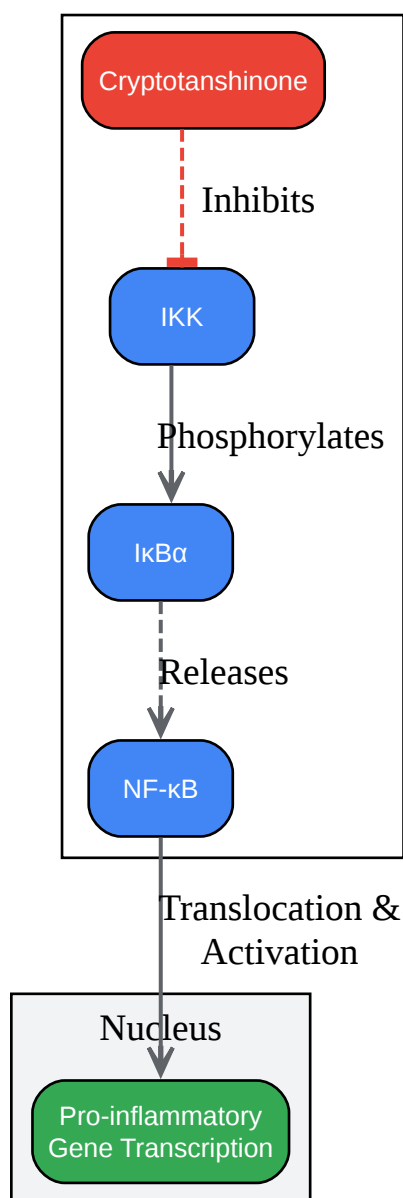 Cryptotanshinone
Inhibits
IKK
Phosphorylates
IκBα
Releases
NF-κB
Translocation &
Activation
Nucleus
Pro-inflammatory
Gene Transcription